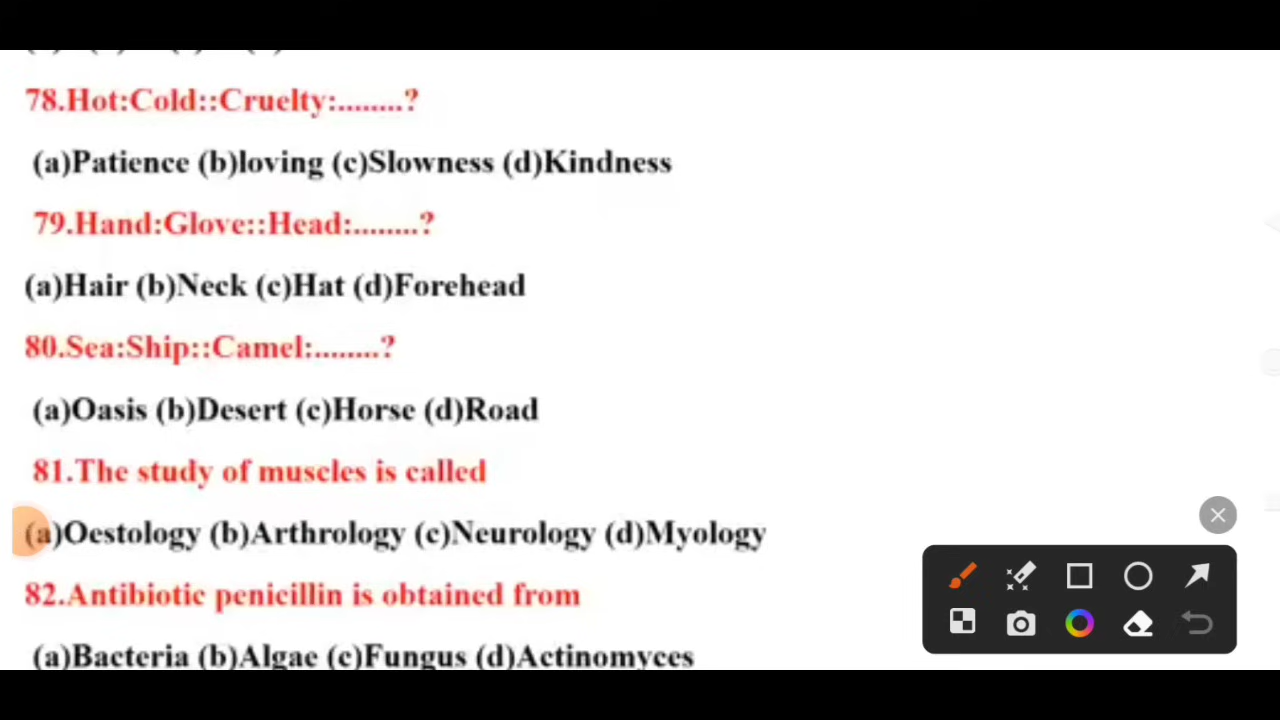 78.Hot:Cold::Cruelty:........?
(a)Patience (b)loving (c)Slowness (d)Kindness
79.Hand:Glove::Head:........?
(a)Hair (b)Neck (c)Hat (d)Forehead
80.Sea:Ship::Camel:........?
(a)Oasis (b)Desert (c)Horse (d)Road
81.The study of muscles is called
(a)Oestology (b)Arthrology (c)Neurology (d)Myology
82.Antibiotic penicillin is obtained from
(a)Bacteria (b)Algae (c)Fungus (d)Actinomyces